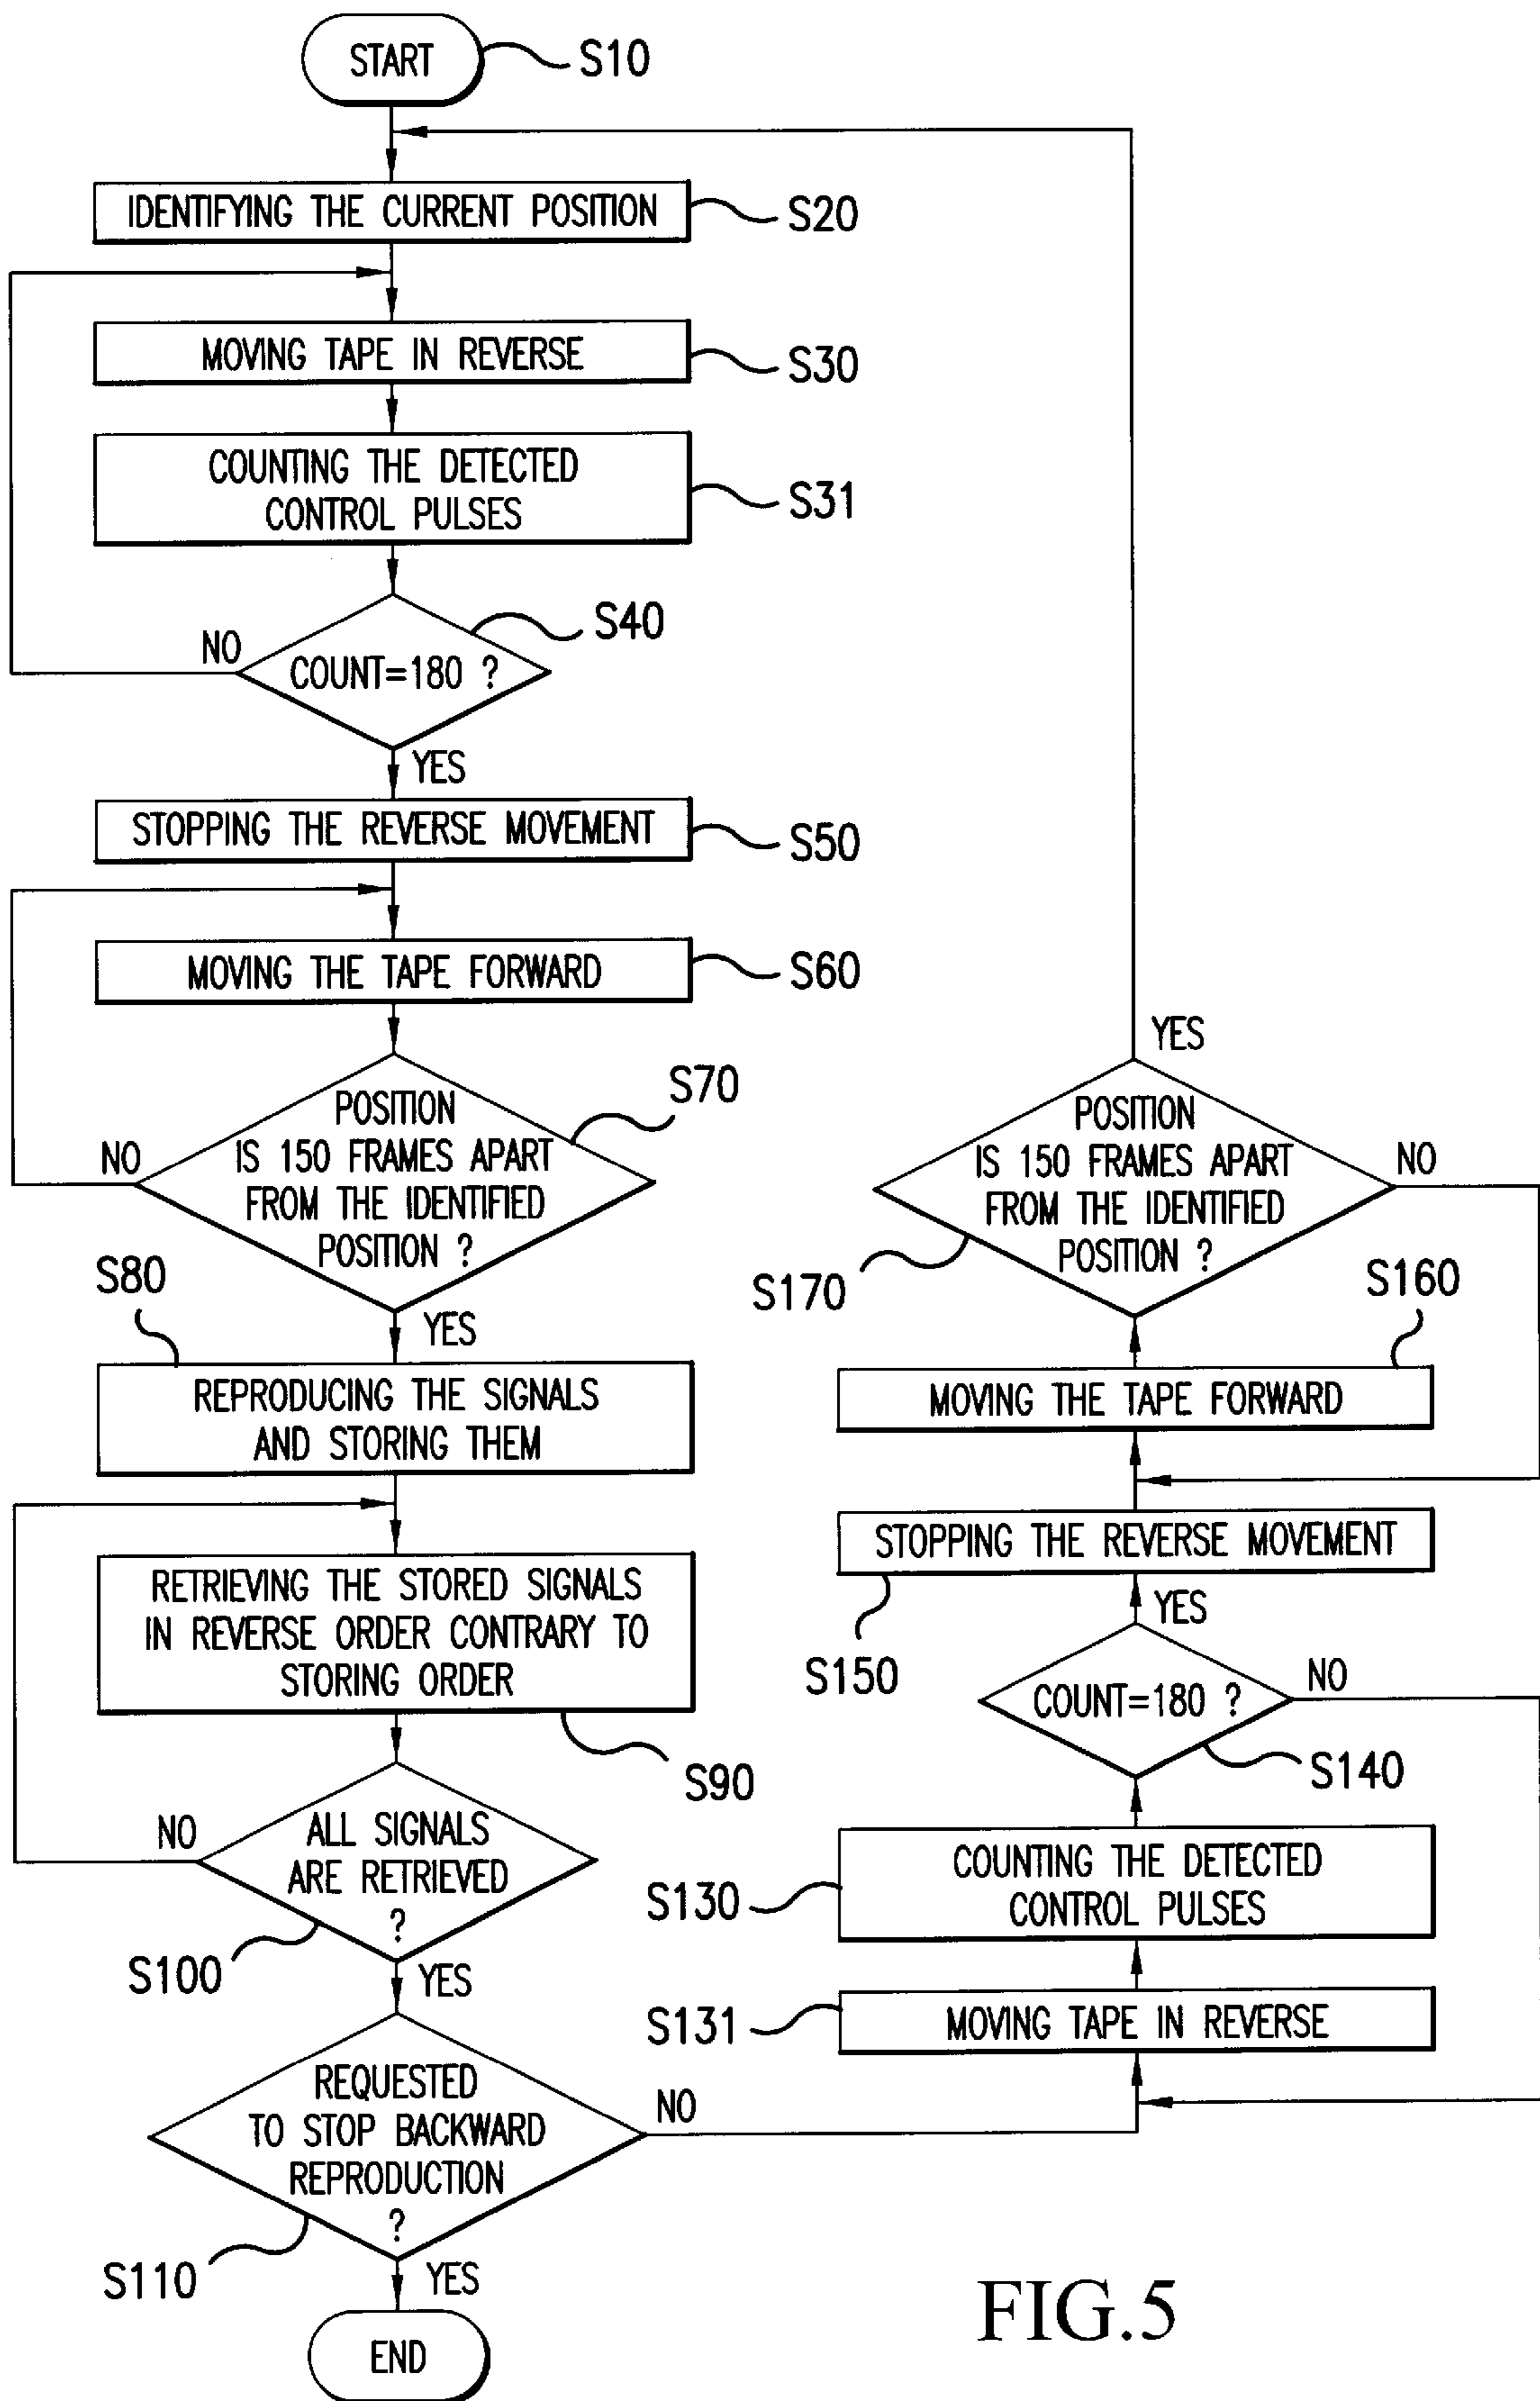 START
S10
IDENTIFYING THE CURRENT POSITION
S20
MOVING TAPE IN REVERSE
S30
COUNTING THE DETECTED
CONTROL PULSES
S31
S40
NO
COUNT=180 ?
YES
STOPPING THE REVERSE MOVEMENT
S50
MOVING THE TAPE FORWARD
S60
S70
POSITION
IS 150 FRAMES APART
FROM THE IDENTIFIED
POSITION ?
NO
YES
S80
REPRODUCING THE SIGNALS
AND STORING THEM
RETRIEVING THE STORED SIGNALS
IN REVERSE ORDER CONTRARY TO
STORING ORDER
S90
NO
ALL SIGNALS
ARE RETRIEVED
?
S100
YES
REQUESTED
TO STOP BACKWARD
REPRODUCTION
?
NO
S110
YES
END
YES
POSITION
IS 150 FRAMES APART
FROM THE IDENTIFIED
POSITION ?
NO
S170
S160
MOVING THE TAPE FORWARD
STOPPING THE REVERSE MOVEMENT
YES
S150
NO
COUNT=180 ?
S140
COUNTING THE DETECTED
CONTROL PULSES
S130
S131
MOVING TAPE IN REVERSE
FIG.5